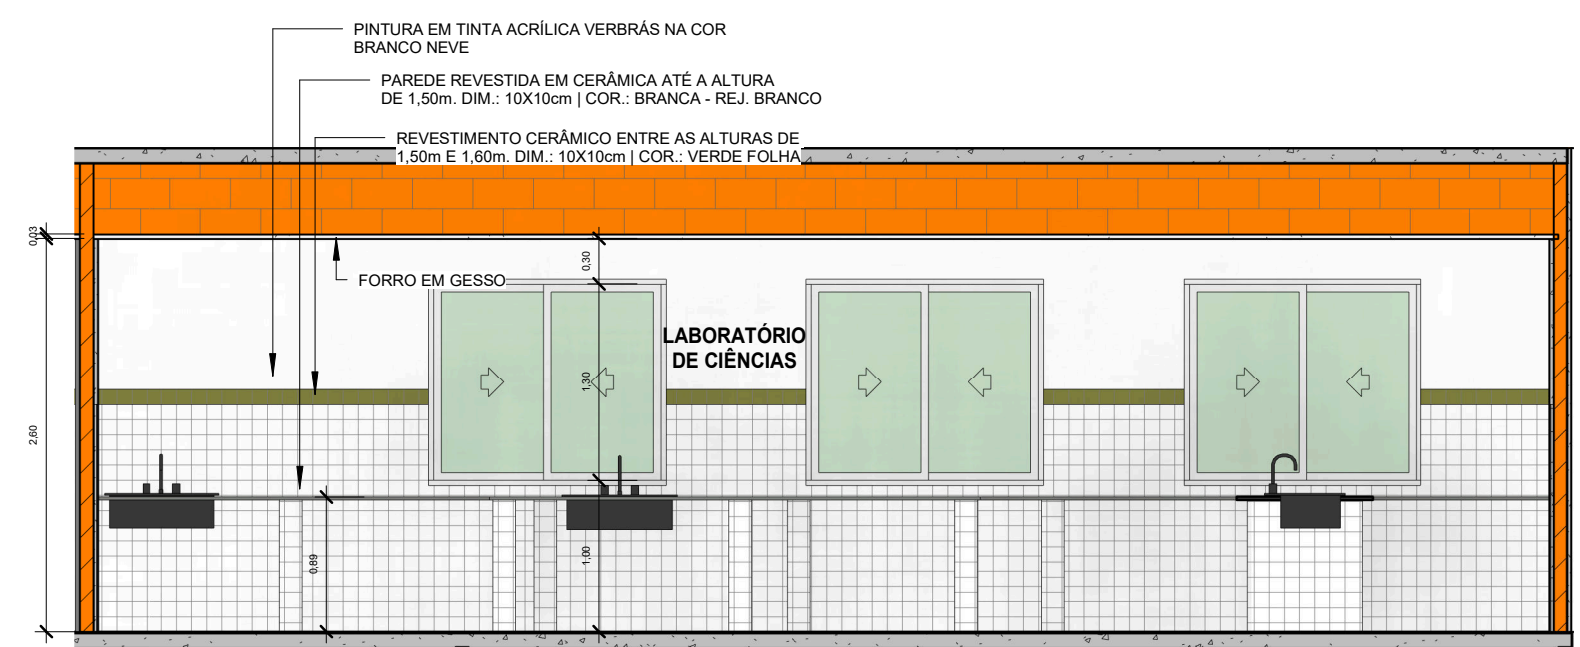 PINTURA EM TINTA ACRÍLICA VERBRÁS NA COR
BRANCO NEVE
PAREDE REVESTIDA EM CERÂMICA ATÉ A ALTURA
DE 1,50m. DIM.: 10X10cm | COR.: BRANCA - REJ. BRANCO
REVESTIMENTO CERÂMICO ENTRE AS ALTURAS DE
1,50m E 1,60m. DIM.: 10X10cm | COR.: VERDE FOLHA
0,03
0,30
FORRO EM GESSO
LABORATÓRIO
DE CIÊNCIAS
1,30
2,60
0,89
1,00